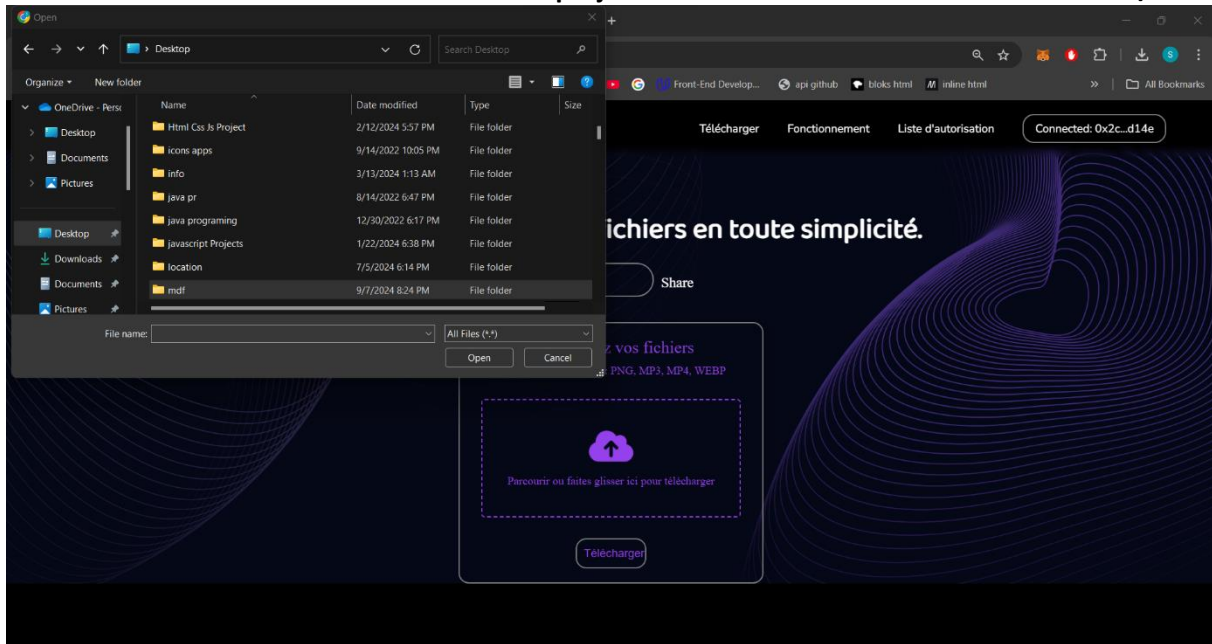 Open
Desktop
Search Desktop
Organize
New folder
Front-End Develop...
api github
bloks html
inline html
»
All Bookmarks
S
OneDrive - Pers
Desktop
Documents
Pictures
Desktop
Downloads
Documents
Pictures
Name Date modified Type Size
Html Css Js Project 2/12/2024 5:57 PM File folder
icons apps 9/14/2022 10:05 PM File folder
info 3/13/2024 1:13 AM File folder
java pr 8/14/2022 6:47 PM File folder
java programing 12/30/2022 6:17 PM File folder
javascript Projects 1/22/2024 6:38 PM File folder
location 7/5/2024 6:14 PM File folder
mdf 9/7/2024 8:24 PM File folder
File name:
All Files (*.*)
Open Cancel
Télécharger Fonctionnement Liste d'autorisation Connected: 0x2c...d14e
ichiers en toute simplicité.
Share
z vos fichiers
PNG, MP3, MP4, WEBP
Parcourir ou faites glisser ici pour télécharger
Télécharger